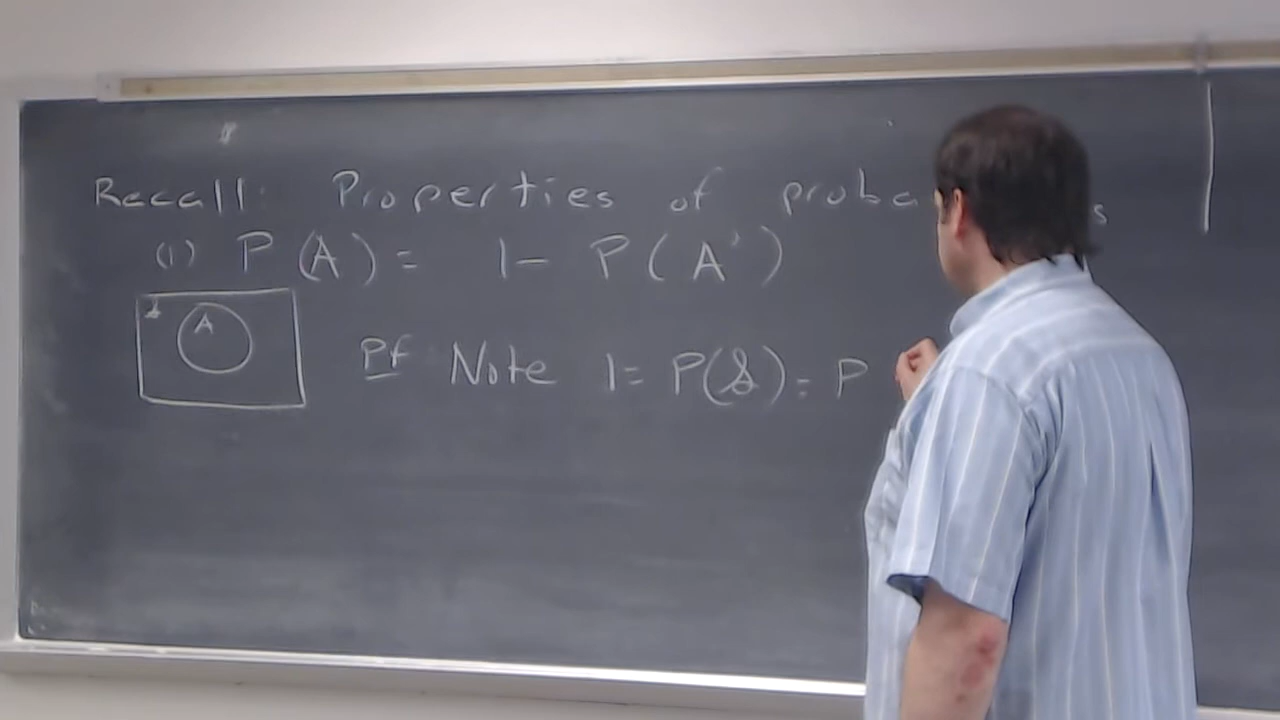 Recall: Properties of proba s
(1) P(A) = 1 - P(A')
A
Pf Note 1 = P(S) = P